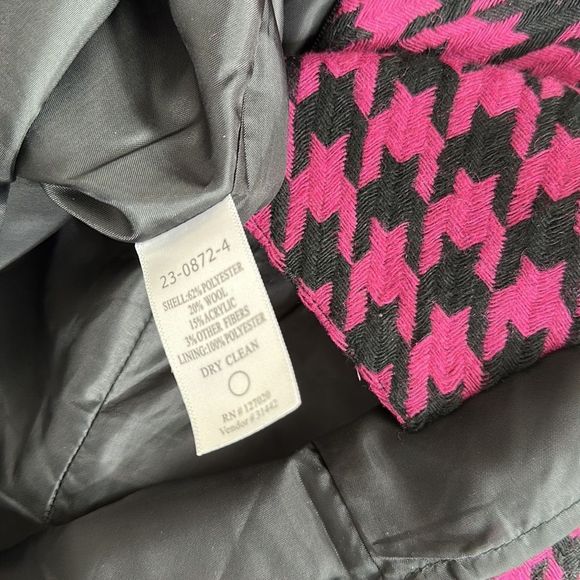 23-0872-4
SHELL:62% POLYESTER
20% WOOL
15% ACRYLIC
3% OTHER FIBERS
LINING:100% POLYESTER
DRY CLEAN
RN # 127020
Vendor # 31442